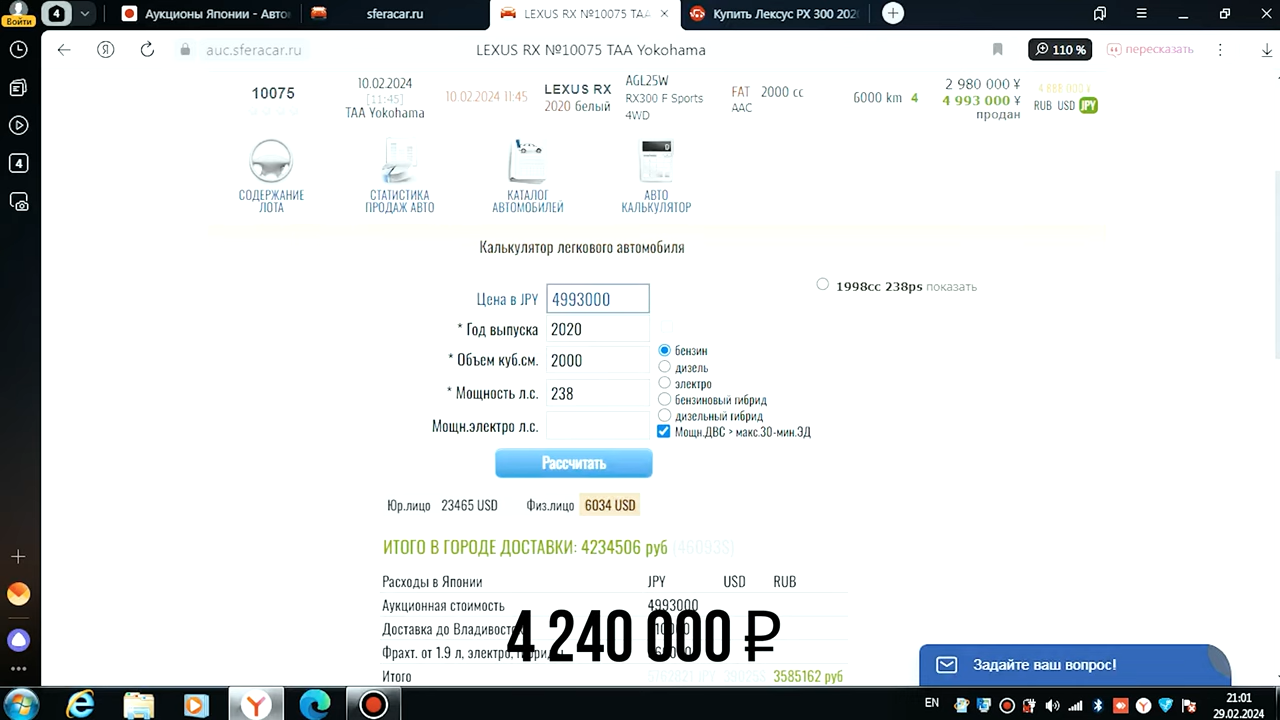 Войти
4
Аукционы Японии - Авто
sferacar.ru
LEXUS RX №10075 TAA
Купить Лексус РХ 300 202
auc.sferacar.ru
LEXUS RX №10075 TAA Yokohama
110 %
пересказать
10075
10.02.2024
[11:45]
TAA Yokohama
10.02.2024 11:45
LEXUS RX
2020 белый
AGL25W
RX300 F Sports
4WD
FAT 2000 cc
AAC
6000 km 4
2 980 000 ¥
4 993 000 ¥
продан
RUB USD JPY
СОДЕРЖАНИЕ
ЛОТА
СТАТИСТИКА
ПРОДАЖ АВТО
КАТАЛОГ
АВТОМОБИЛЕЙ
АВТО
КАЛЬКУЛЯТОР
Калькулятор легкового автомобиля
Цена в JPY 4993000
1998cc 238ps показать
* Год выпуска 2020
* Объем куб.см. 2000
* Мощность л.с. 238
Мощн.электро л.с.
бензин
дизель
электро
бензиновый гибрид
дизельный гибрид
Мощн.ДВС > макс.30-мин.ЭД
Рассчитать
Юр.лицо 23465 USD Физ.лицо 6034 USD
ИТОГО В ГОРОДЕ ДОСТАВКИ: 4234506 руб (46093$)
Расходы в Японии JPY USD RUB
Аукционная стоимость 4993000
Доставка до Владивост
Фрахт. от 1.9 л, электро,
Итого 3585162 руб
4 240 000 ₽
Задайте ваш вопрос!
4
EN
21:01
29.02.2024